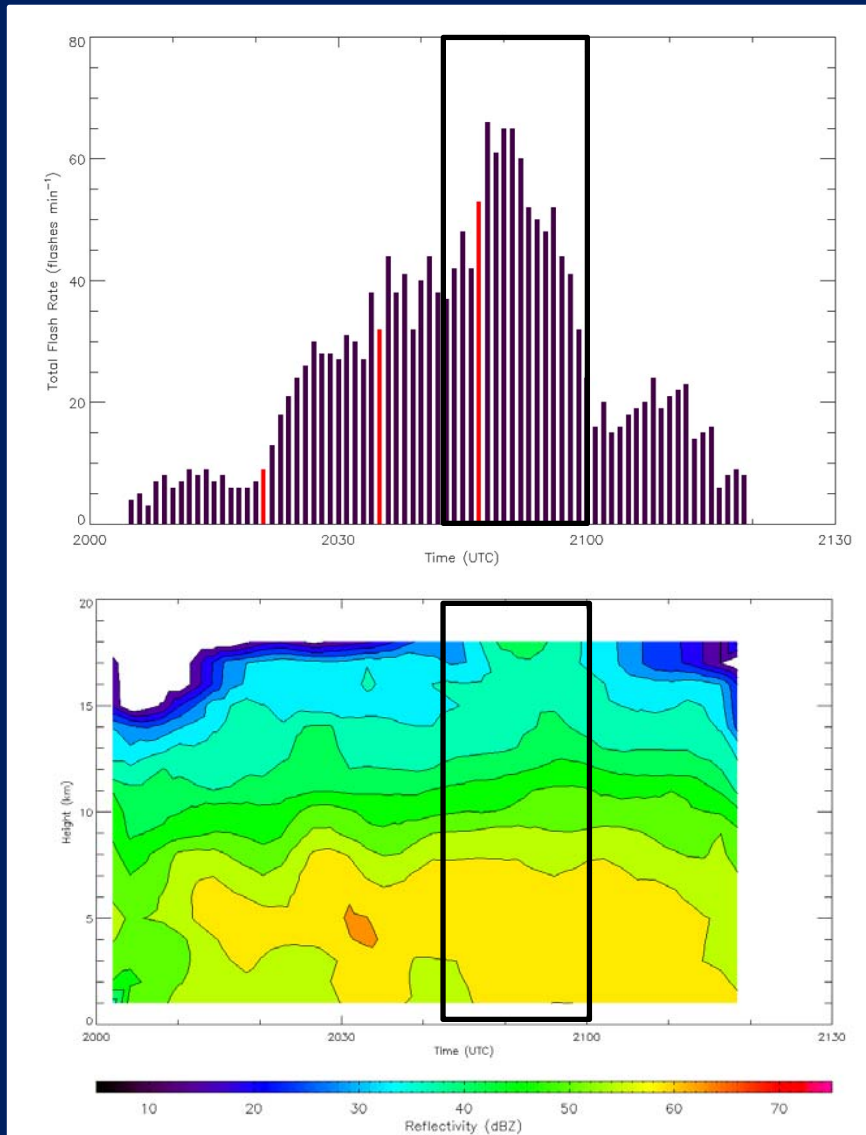 80
60
40
20
0
Total Flash Rate (flashes min⁻¹)
2000 2030 2100 2130
Time (UTC)
20
15
10
5
0
Height (km)
2000 2030 2100 2130
Time (UTC)
10 20 30 40 50 60 70
Reflectivity (dBZ)